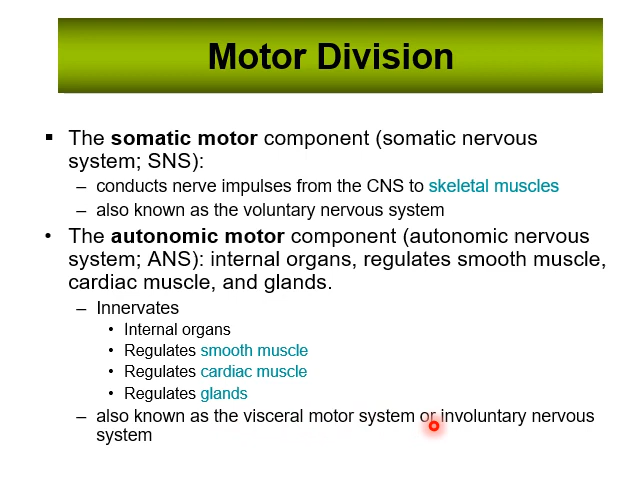 Motor Division
▪ The somatic motor component (somatic nervous
system; SNS):
– conducts nerve impulses from the CNS to skeletal muscles
– also known as the voluntary nervous system
• The autonomic motor component (autonomic nervous
system; ANS): internal organs, regulates smooth muscle,
cardiac muscle, and glands.
– Innervates
• Internal organs
• Regulates smooth muscle
• Regulates cardiac muscle
• Regulates glands
– also known as the visceral motor system or involuntary nervous
system